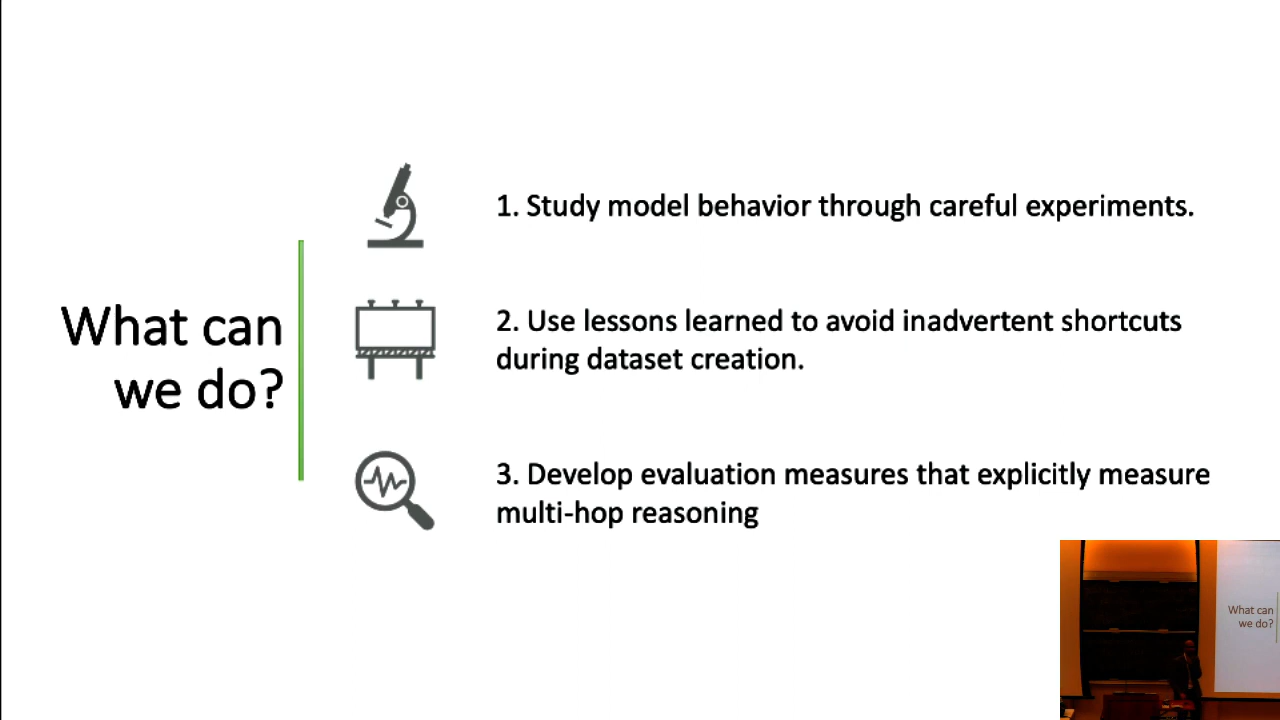 What can
we do?
1. Study model behavior through careful experiments.
2. Use lessons learned to avoid inadvertent shortcuts
during dataset creation.
3. Develop evaluation measures that explicitly measure
multi-hop reasoning
What can
we do?